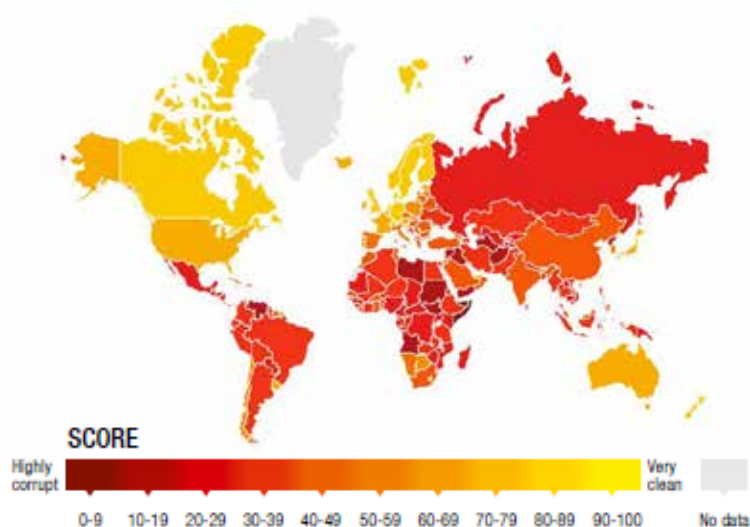 SCORE
Highly corrupt
Very clean
0-9 10-19 20-29 30-39 40-49 50-59 60-69 70-79 80-89 90-100 No data